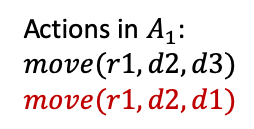 Actions in A₁:
move(r1, d2, d3)
move(r1, d2, d1)